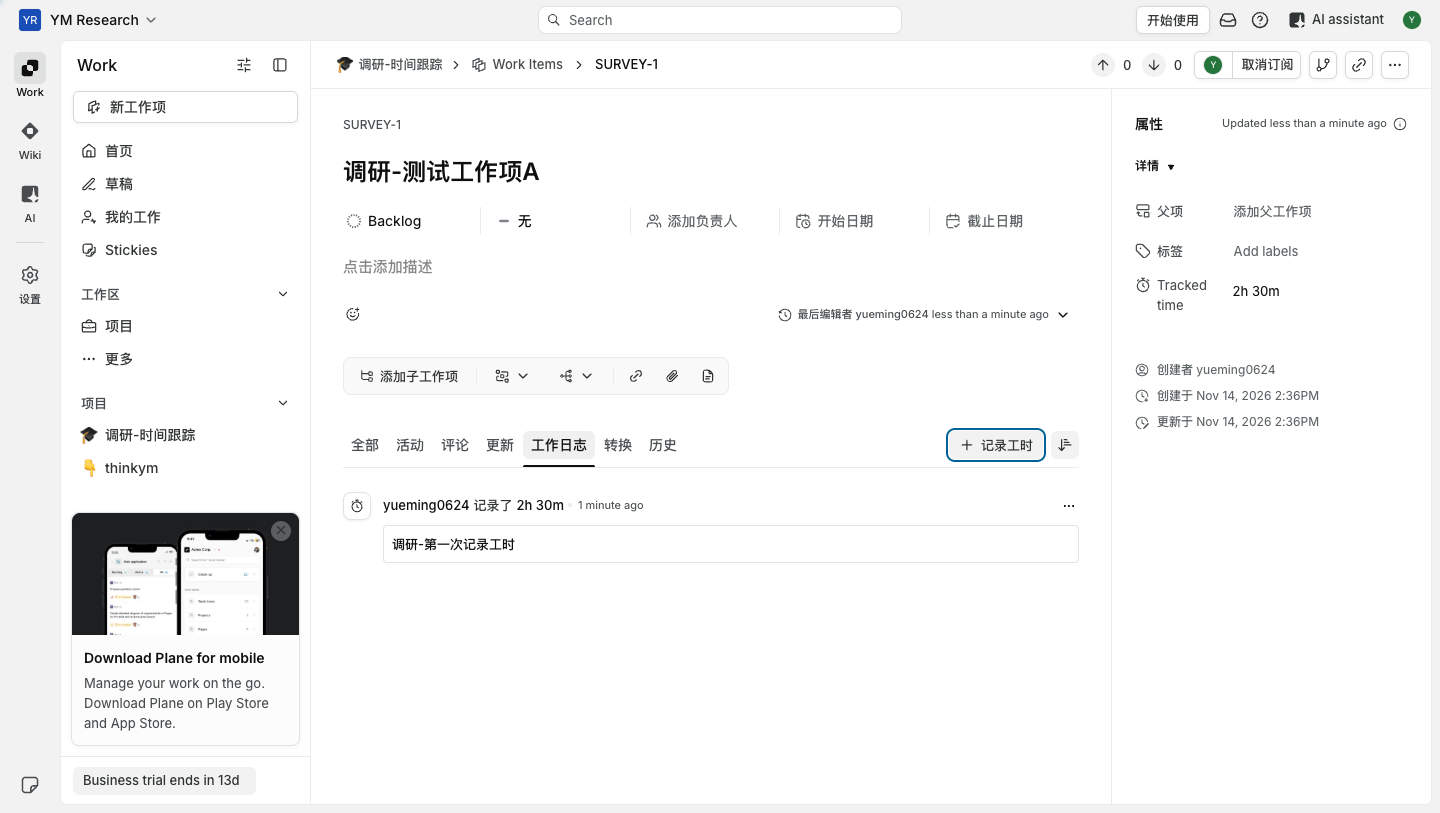 YR YM Research
Search
开始使用
AI assistant
Y
Work
Wiki
AI
设置
Work
新工作项
首页
草稿
我的工作
Stickies
工作区
项目
更多
项目
调研-时间跟踪
thinkym
Download Plane for mobile
Manage your work on the go.
Download Plane on Play Store
and App Store.
Business trial ends in 13d
调研-时间跟踪 > Work Items > SURVEY-1
0 0
Y 取消订阅
SURVEY-1
调研-测试工作项A
Backlog
无
添加负责人
开始日期
截止日期
点击添加描述
最后编辑者 yueming0624 less than a minute ago
添加子工作项
全部 活动 评论 更新 工作日志 转换 历史
记录工时
yueming0624 记录了 2h 30m 1 minute ago
调研-第一次记录工时
属性
Updated less than a minute ago
详情
父项 添加父工作项
标签 Add labels
Tracked time 2h 30m
创建者 yueming0624
创建于 Nov 14, 2026 2:36PM
更新于 Nov 14, 2026 2:36PM